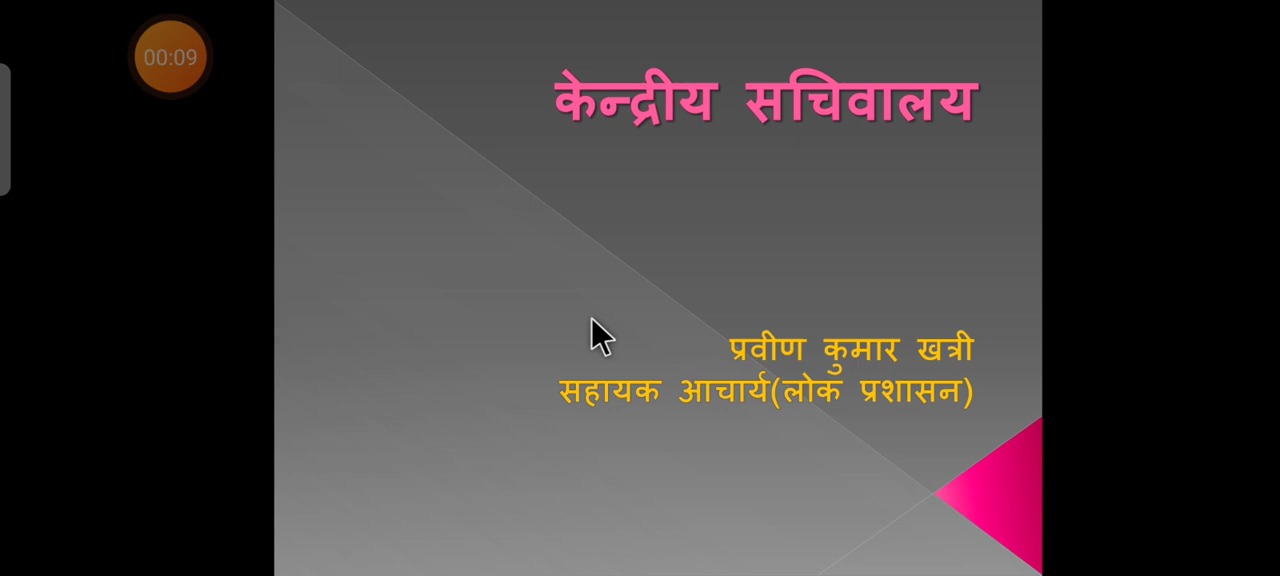 00:09
केन्द्रीय सचिवालय
प्रवीण कुमार खत्री
सहायक आचार्य(लोक प्रशासन)